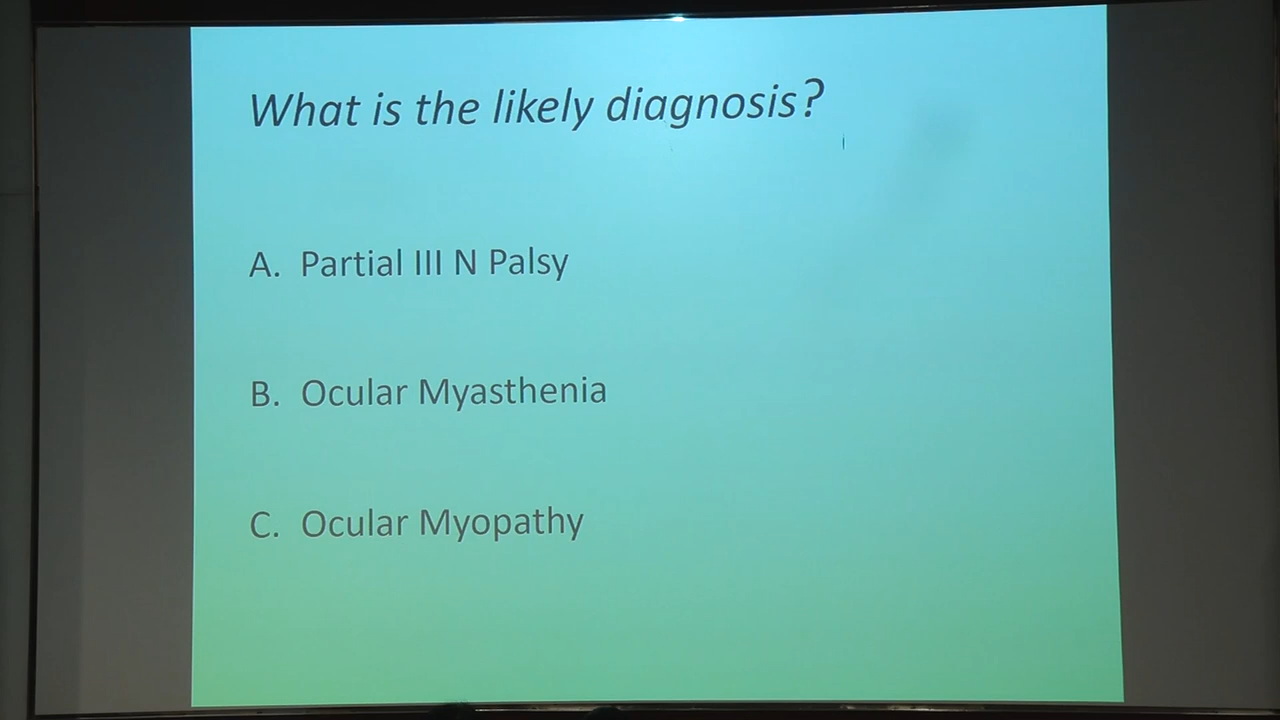 What is the likely diagnosis?
A. Partial III N Palsy
B. Ocular Myasthenia
C. Ocular Myopathy